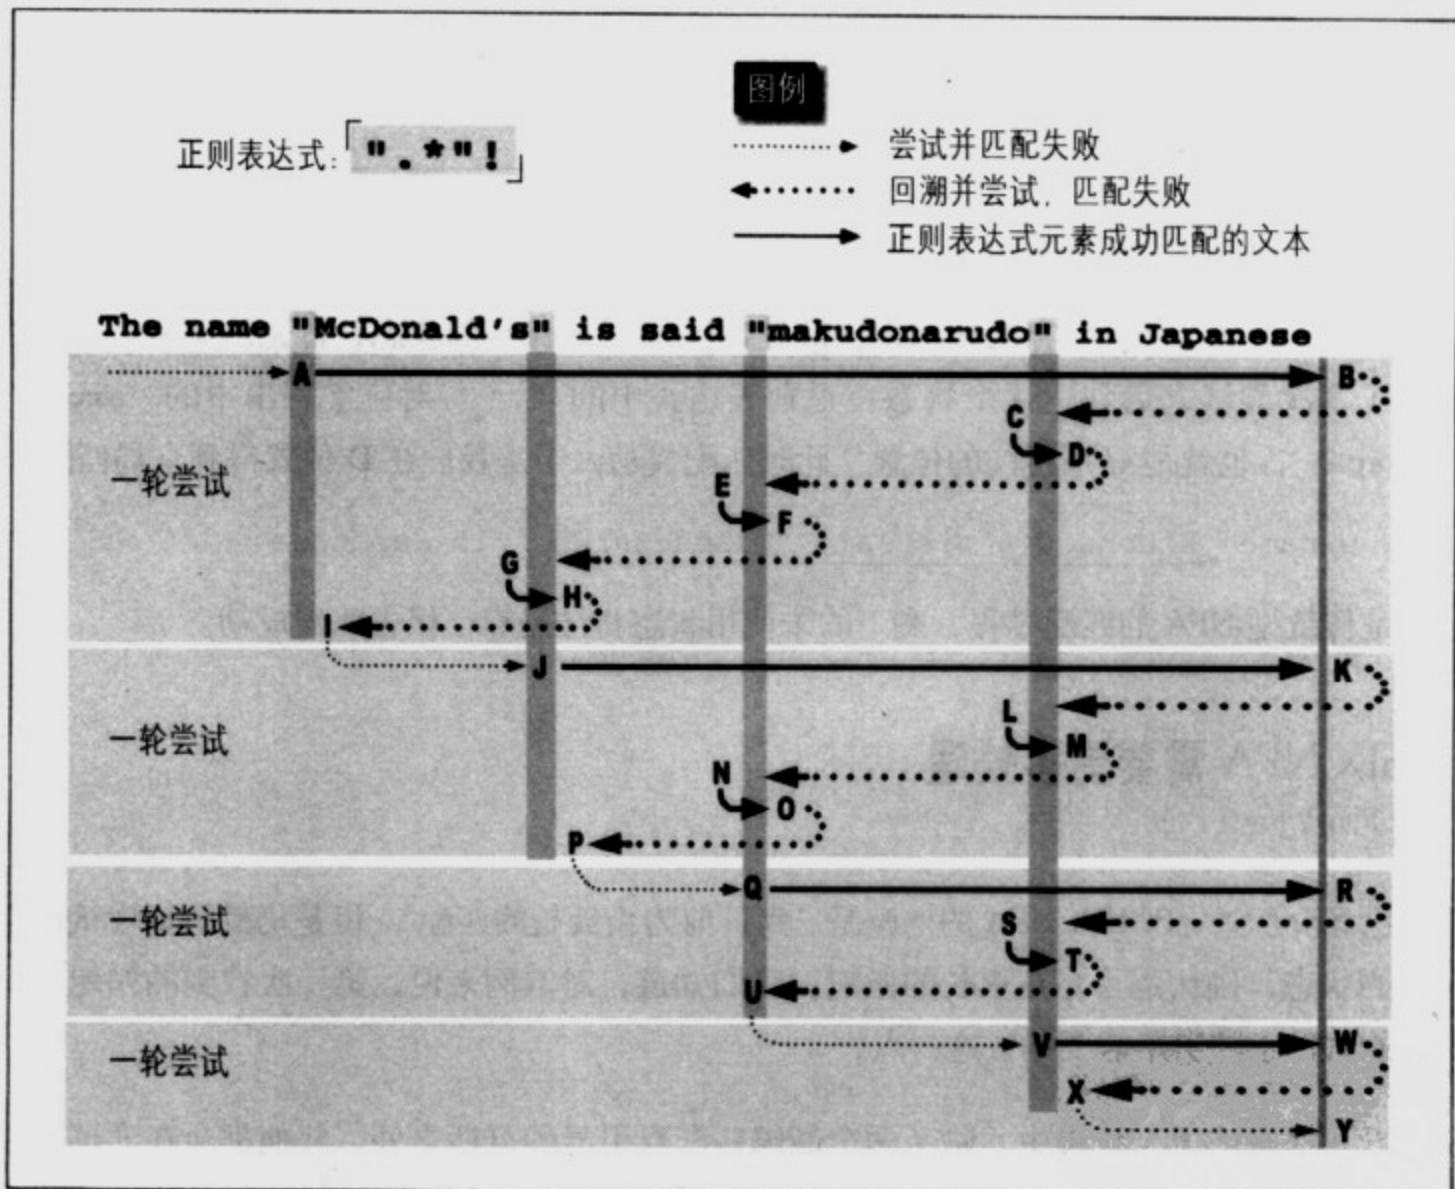 图例
正则表达式:「".*"!」
尝试并匹配失败
回溯并尝试，匹配失败
正则表达式元素成功匹配的文本
The name "McDonald's" is said "makudonarudo" in Japanese
A B
C D
E F
一轮尝试
G H
I
J K
L M
一轮尝试
N O
P
Q R
一轮尝试
S T
U
V W
一轮尝试
X
Y